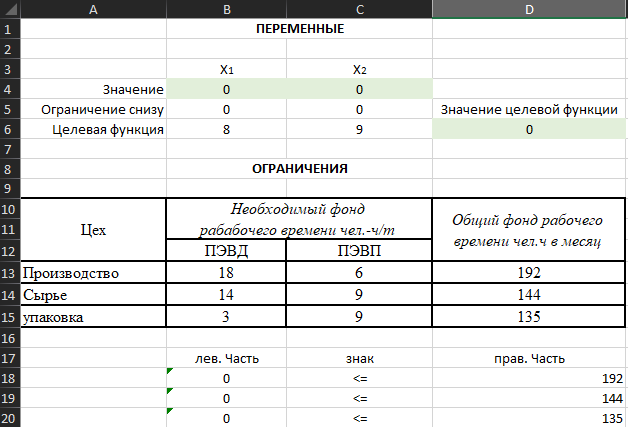 A B C D
1 ПЕРЕМЕННЫЕ
2
3 X1 X2
4 Значение 0 0
5 Ограничение снизу 0 0 Значение целевой функции
6 Целевая функция 8 9 0
7
8 ОГРАНИЧЕНИЯ
9
10 Необходимый фонд
11 Цех рабабочего времени чел.-ч/т Общий фонд рабочего времени чел.ч в месяц
12 ПЭВД ПЭВП
13 Производство 18 6 192
14 Сырье 14 9 144
15 упаковка 3 9 135
16
17 лев. Часть знак прав. Часть
18 0 <= 192
19 0 <= 144
20 0 <= 135